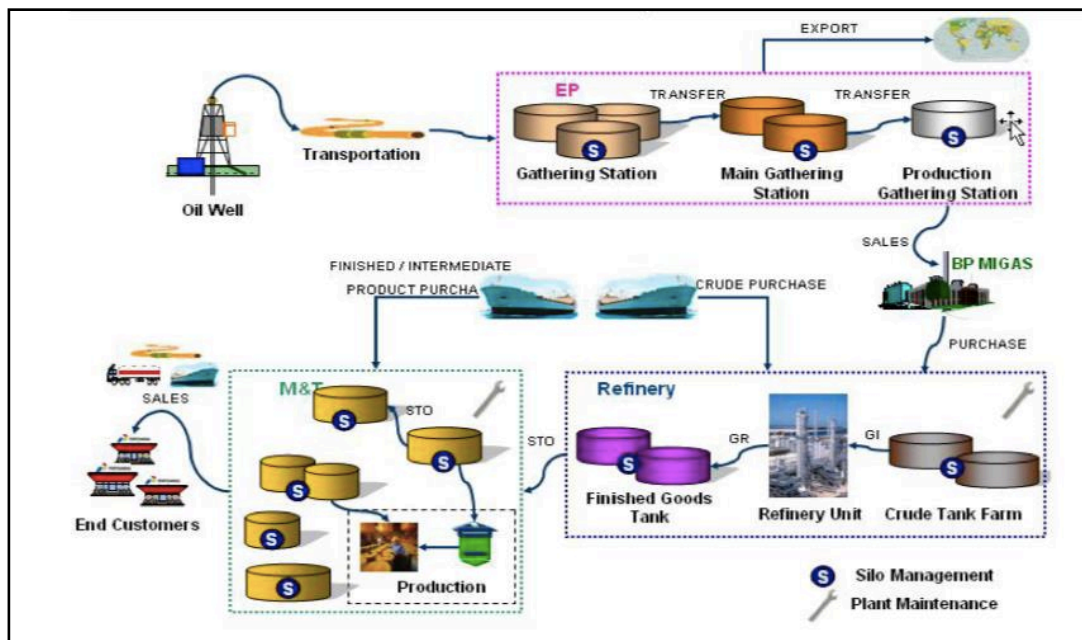 EXPORT
EP
TRANSFER
TRANSFER
S
S
S
Transportation
Gathering Station
Main Gathering
Station
Production
Gathering Station
Oil Well
SALES
BP MIGAS
FINISHED / INTERMEDIATE
PRODUCT PURCHA
CRUDE PURCHASE
PURCHASE
M&T
Refinery
SALES
STO
S
S
STO
GR
GI
S
S
S
Finished Goods
Tank
Refinery Unit
Crude Tank Farm
End Customers
S
S
Production
S
Silo Management
Plant Maintenance